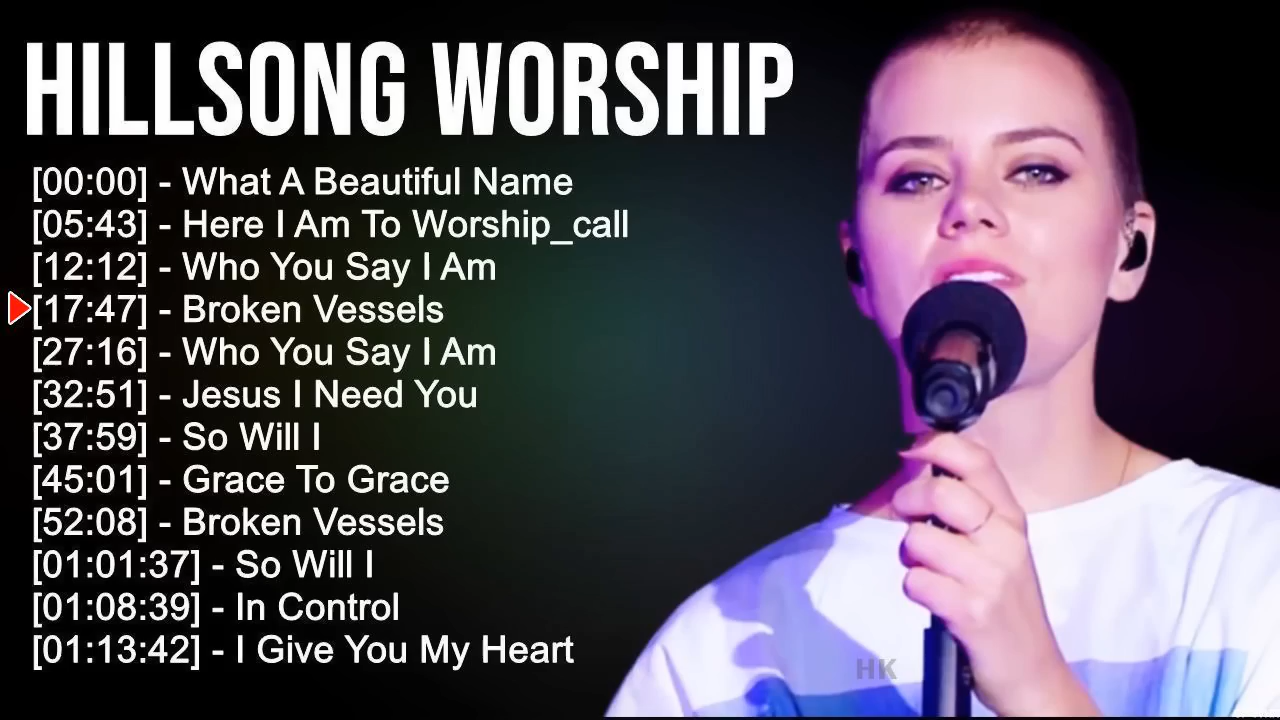 HILLSONG WORSHIP
[00:00] - What A Beautiful Name
[05:43] - Here I Am To Worship_call
[12:12] - Who You Say I Am
[17:47] - Broken Vessels
[27:16] - Who You Say I Am
[32:51] - Jesus I Need You
[37:59] - So Will I
[45:01] - Grace To Grace
[52:08] - Broken Vessels
[01:01:37] - So Will I
[01:08:39] - In Control
[01:13:42] - I Give You My Heart
HK